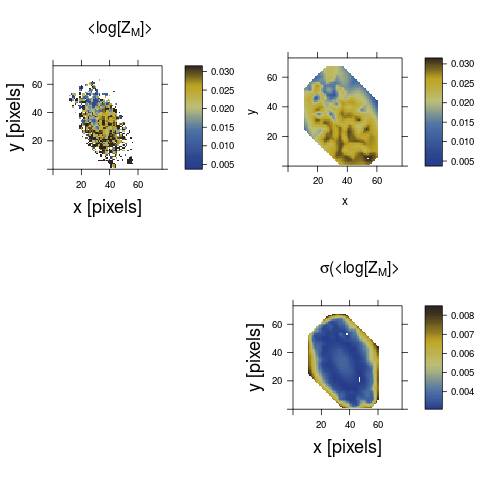 <log[Z_M]>
y [pixels]
60
40
20
20 40 60
x [pixels]
0.030
0.025
0.020
0.015
0.010
0.005
y
60
40
20
20 40 60
x
0.030
0.025
0.020
0.015
0.010
0.005
σ(<log[Z_M]>
y [pixels]
60
40
20
20 40 60
x [pixels]
0.008
0.007
0.006
0.005
0.004